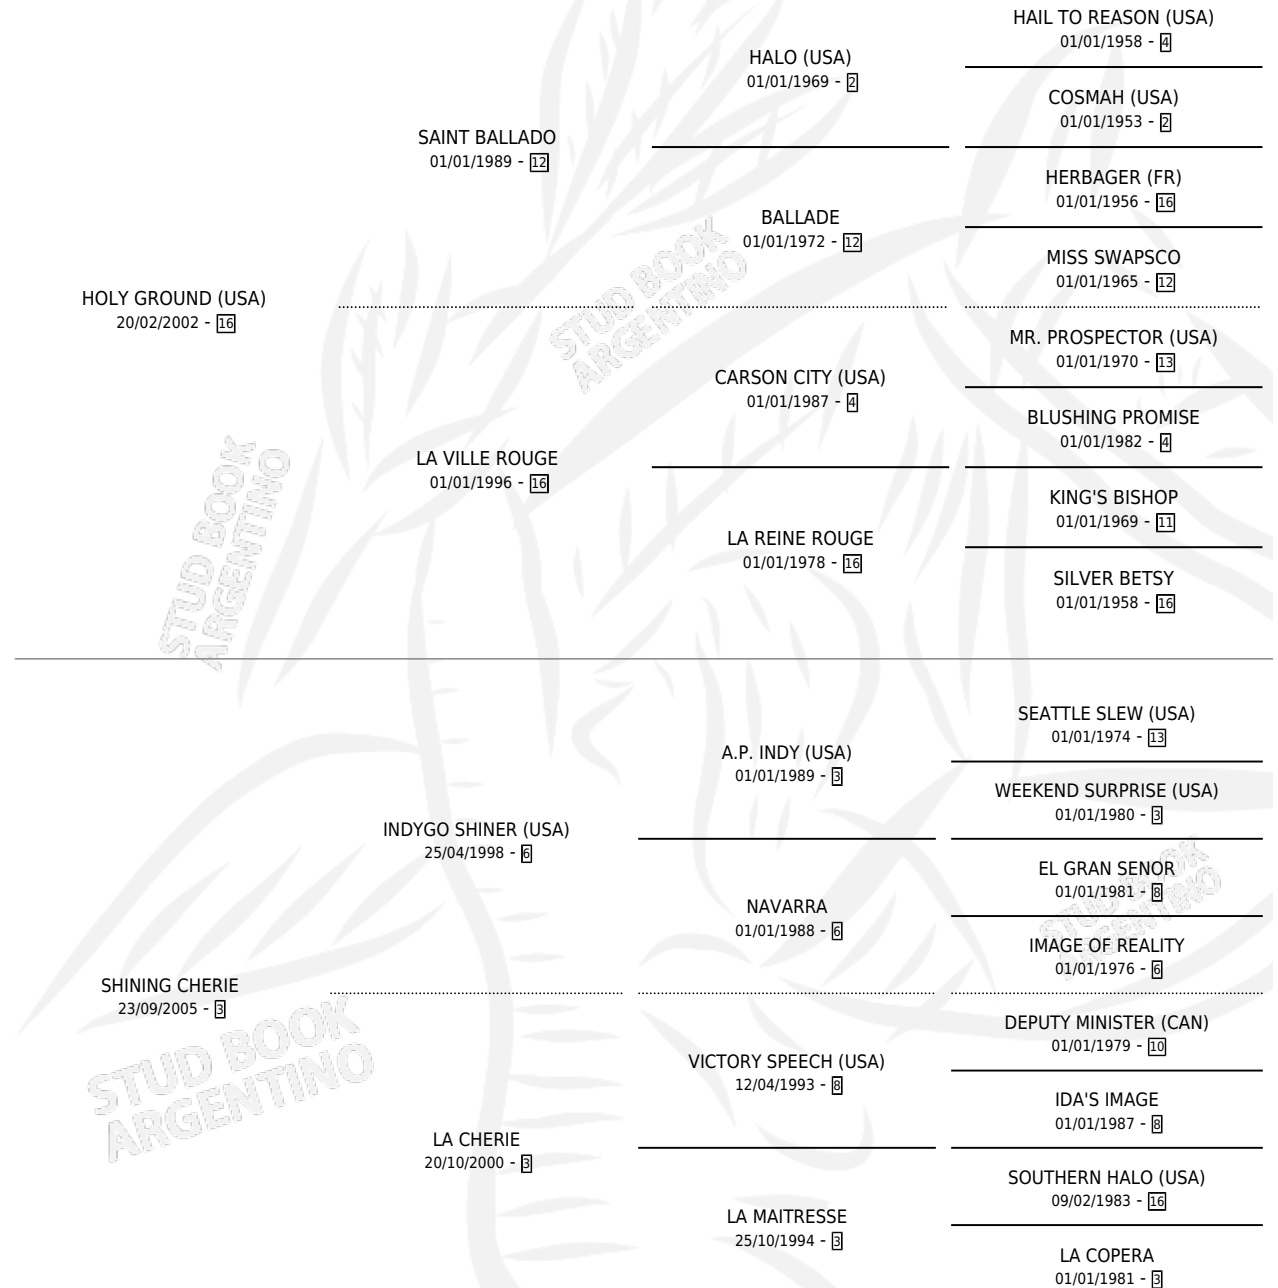 HAIL TO REASON (USA)
01/01/1958 - 4
HALO (USA)
01/01/1969 - 2
COSMAH (USA)
01/01/1953 - 2
SAINT BALLADO
01/01/1989 - 12
HERBAGER (FR)
01/01/1956 - 16
BALLADE
01/01/1972 - 12
MISS SWAPSCO
01/01/1965 - 12
HOLY GROUND (USA)
20/02/2002 - 16
STUD BOOK
ARGENTINO
MR. PROSPECTOR (USA)
01/01/1970 - 13
CARSON CITY (USA)
01/01/1987 - 4
BLUSHING PROMISE
01/01/1982 - 4
LA VILLE ROUGE
01/01/1996 - 16
KING'S BISHOP
01/01/1969 - 11
LA REINE ROUGE
01/01/1978 - 16
SILVER BETSY
01/01/1958 - 16
STUD BOOK
ARGENTINO
SEATTLE SLEW (USA)
01/01/1974 - 13
A.P. INDY (USA)
01/01/1989 - 3
WEEKEND SURPRISE (USA)
01/01/1980 - 3
INDYGO SHINER (USA)
25/04/1998 - 6
EL GRAN SENOR
01/01/1981 - 8
NAVARRA
01/01/1988 - 6
STUD BOOK
ARGENTINO
IMAGE OF REALITY
01/01/1976 - 6
SHINING CHERIE
23/09/2005 - 3
STUD BOOK
ARGENTINO
DEPUTY MINISTER (CAN)
01/01/1979 - 10
VICTORY SPEECH (USA)
12/04/1993 - 8
IDA'S IMAGE
01/01/1987 - 8
LA CHERIE
20/10/2000 - 3
SOUTHERN HALO (USA)
09/02/1983 - 16
LA MAITRESSE
25/10/1994 - 3
LA COPERA
01/01/1981 - 3